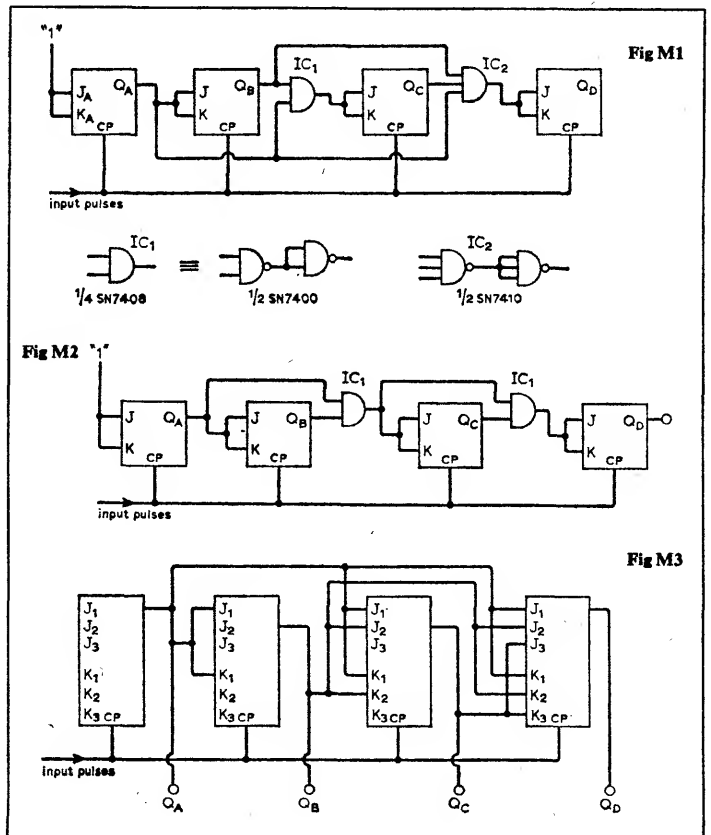 Fig M1
"1"
IC1
IC2
JA QA
KA
CP
J QB
K
CP
J QC
K
CP
J QD
K
CP
input pulses
IC1
≡
IC2
1/4 SN7408
1/2 SN7400
1/2 SN7410
Fig M2
"1"
IC1
IC1
J QA
K
CP
J QB
K
CP
J QC
K
CP
J QD
K
CP
input pulses
Fig M3
J1
J2
J3
K1
K2
K3 CP
J1
J2
J3
K1
K2
K3 CP
J1
J2
J3
K1
K2
K3 CP
J1
J2
J3
K1
K2
K3 CP
input pulses
QA
QB
QC
QD